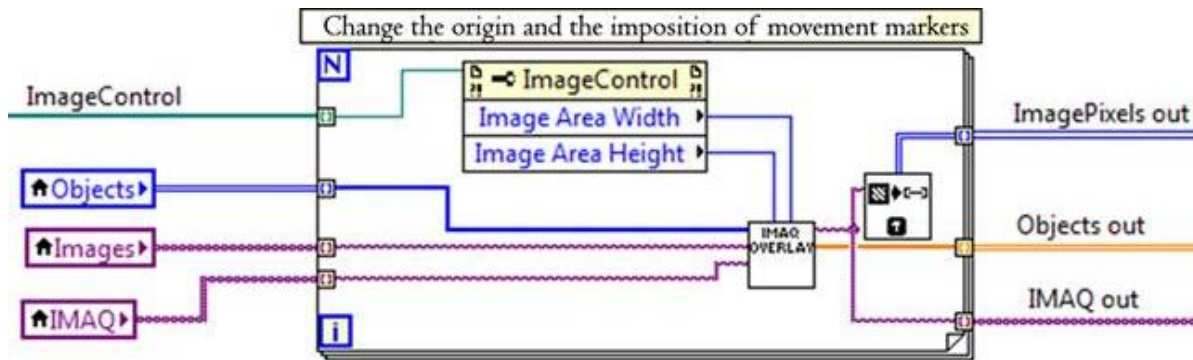 Change the origin and the imposition of movement markers
N
ImageControl
ImageControl
Image Area Width
Image Area Height
ImagePixels out
Objects
Images
IMAQ
OVERLAY
Objects out
IMAQ
IMAQ out
i